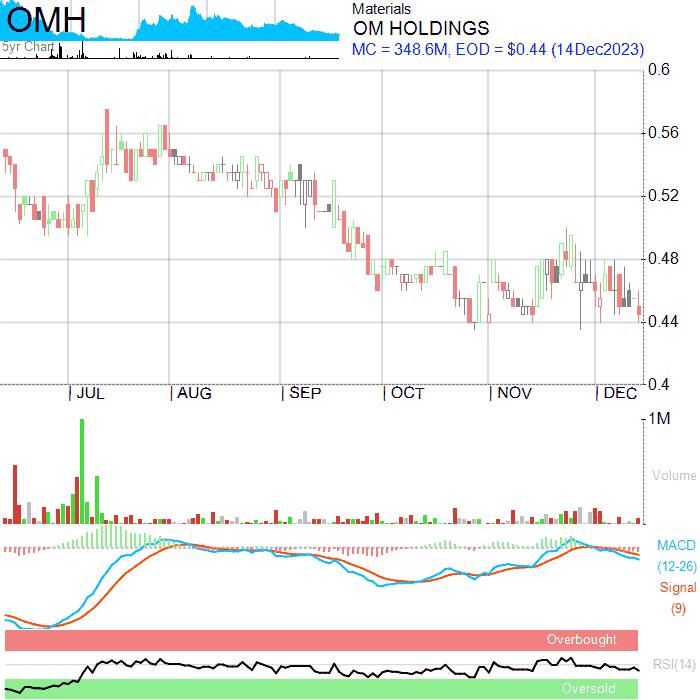 OMH
5yr Chart
Materials
OM HOLDINGS
MC = 348.6M, EOD = $0.44 (14Dec2023)
0.6
0.56
0.52
0.48
0.44
0.4
JUL AUG SEP OCT NOV DEC
1M
Volume
MACD
(12-26)
Signal
(9)
Overbought
RSI(14)
Oversold